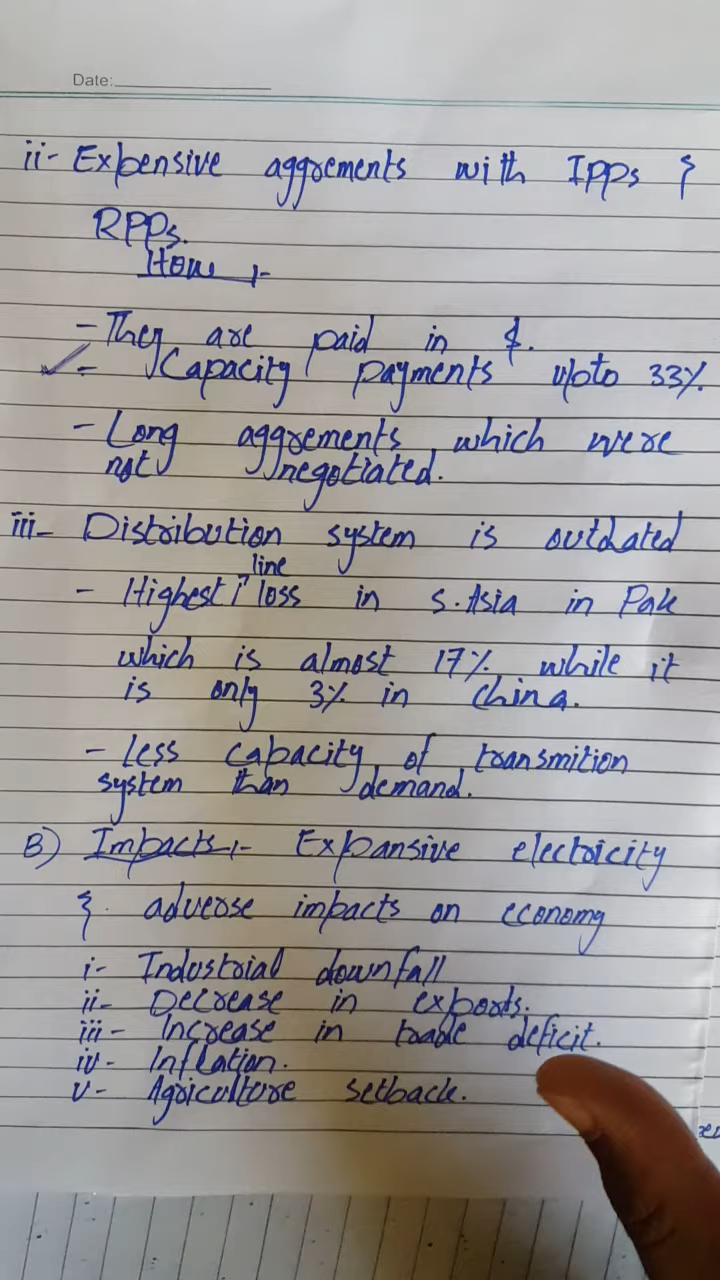 Date:
ii- Expensive aggrements with IPPs &
RPPs.
How :-
- They are paid in $.
- Capacity payments upto 33%.
- Long aggrements which were
not negotiated.
iii- Distribution system is outdated
- Highest line loss in S.Asia in Pak
which is almost 17% while it
is only 3% in China.
- Less capacity of transmition
system than demand.
B) Impacts:- Expansive electricity
& adverse impacts on economy
i- Industrial downfall
ii- Decrease in exports.
iii- Increase in trade deficit.
iv- Inflation.
v- Agriculture setback.